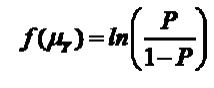 f(μ_T) = ln(P / (1 − P))